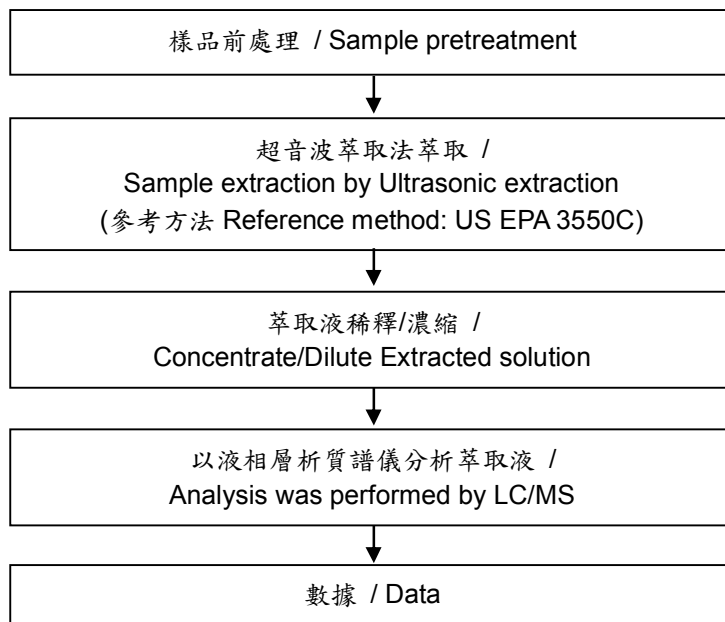 樣品前處理 / Sample pretreatment
超音波萃取法萃取 /
Sample extraction by Ultrasonic extraction
(參考方法 Reference method: US EPA 3550C)
萃取液稀釋/濃縮 /
Concentrate/Dilute Extracted solution
以液相層析質譜儀分析萃取液 /
Analysis was performed by LC/MS
數據 / Data